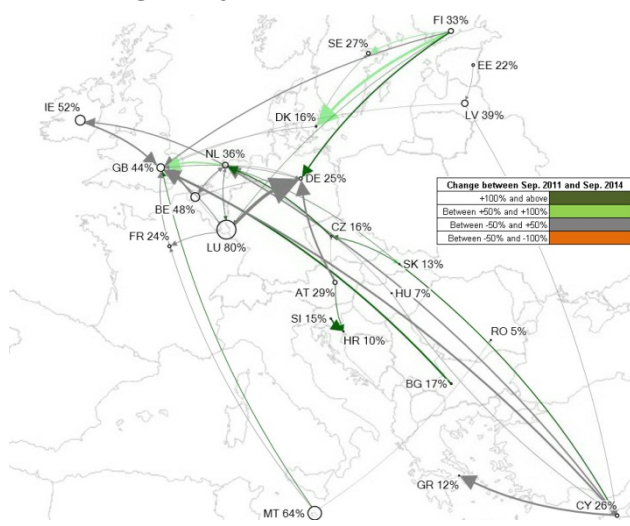 FI 33%
SE 27%
EE 22%
IE 52%
DK 16%
LV 39%
GB 44%
NL 36%
DE 25%
BE 48%
Change between Sep. 2011 and Sep. 2014
+100% and above
Between +50% and +100%
Between -50% and +50%
Between -50% and -100%
FR 24%
LU 80%
CZ 16%
SK 13%
AT 29%
HU 7%
SI 15%
HR 10%
RO 5%
BG 17%
GR 12%
CY 26%
MT 64%